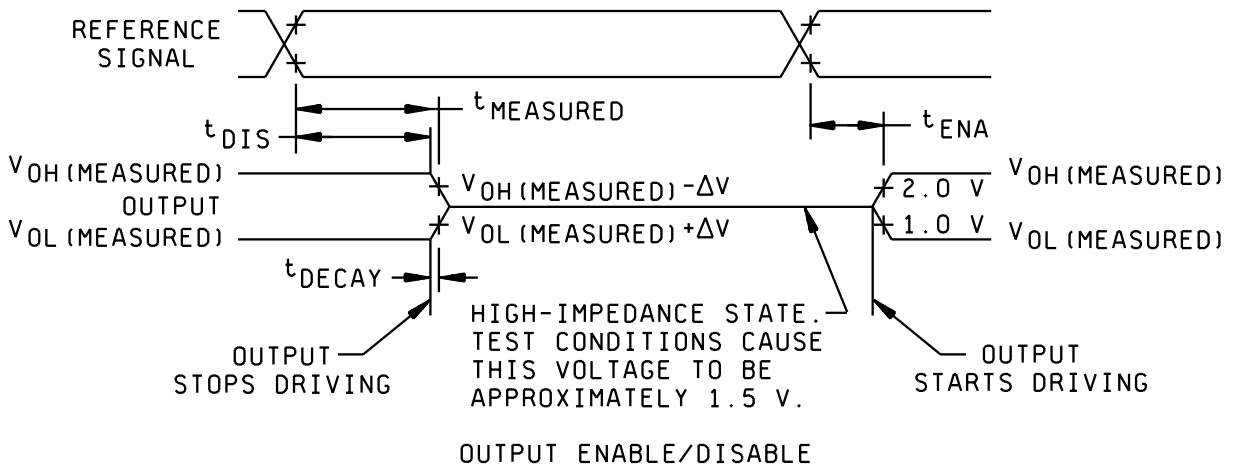 REFERENCE
SIGNAL
tMEASURED
tDIS
tENA
VOH(MEASURED)
VOH(MEASURED)-ΔV
2.0 V
VOH(MEASURED)
OUTPUT
VOL(MEASURED)
VOL(MEASURED)+ΔV
1.0 V
VOL(MEASURED)
tDECAY
HIGH-IMPEDANCE STATE.
TEST CONDITIONS CAUSE
THIS VOLTAGE TO BE
APPROXIMATELY 1.5 V.
OUTPUT
STOPS DRIVING
OUTPUT
STARTS DRIVING
OUTPUT ENABLE/DISABLE